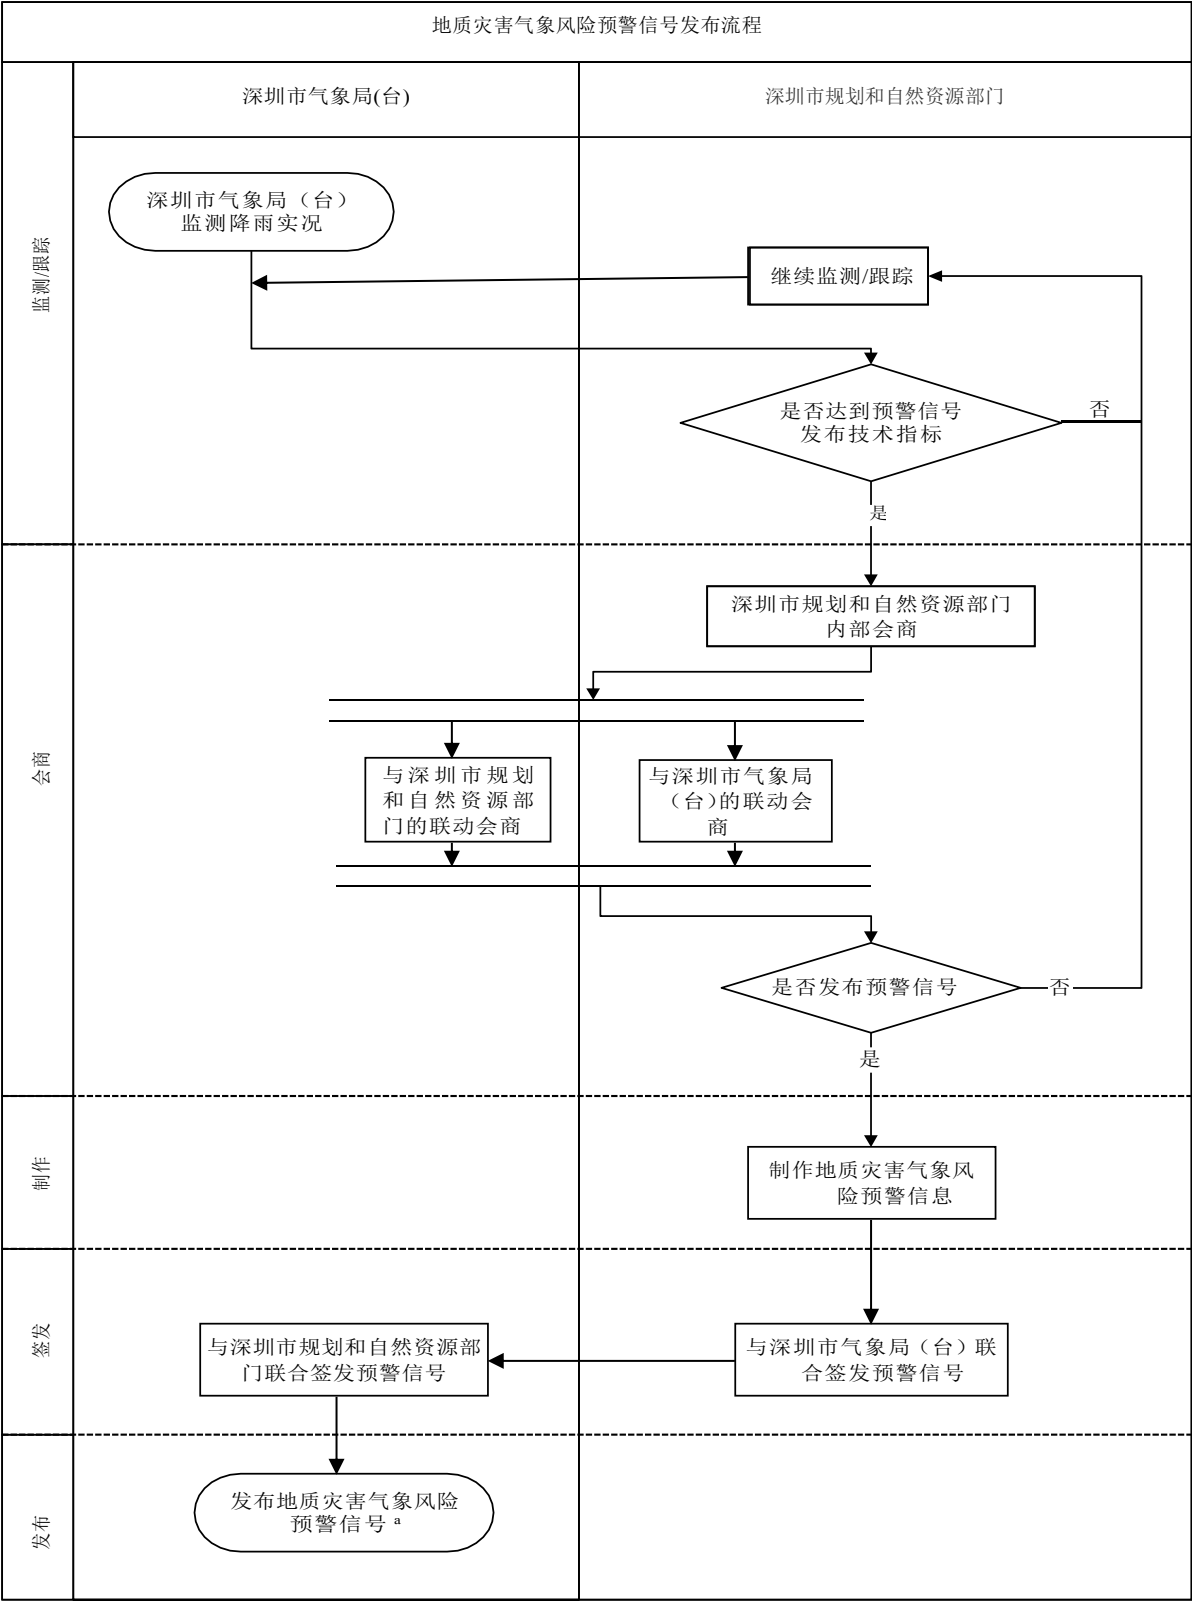 地质灾害气象风险预警信号发布流程
深圳市气象局(台)
深圳市规划和自然资源部门
监测/跟踪
深圳市气象局（台）
监测降雨实况
继续监测/跟踪
是否达到预警信号
发布技术指标
否
是
会商
深圳市规划和自然资源部门
内部会商
与深圳市规划
和自然资源部
门的联动会商
与深圳市气象局
（台）的联动会
商
是否发布预警信号
否
是
制作
制作地质灾害气象风
险预警信息
签发
与深圳市规划和自然资源部
门联合签发预警信号
与深圳市气象局（台）联
合签发预警信号
发布
发布地质灾害气象风险
预警信号 a